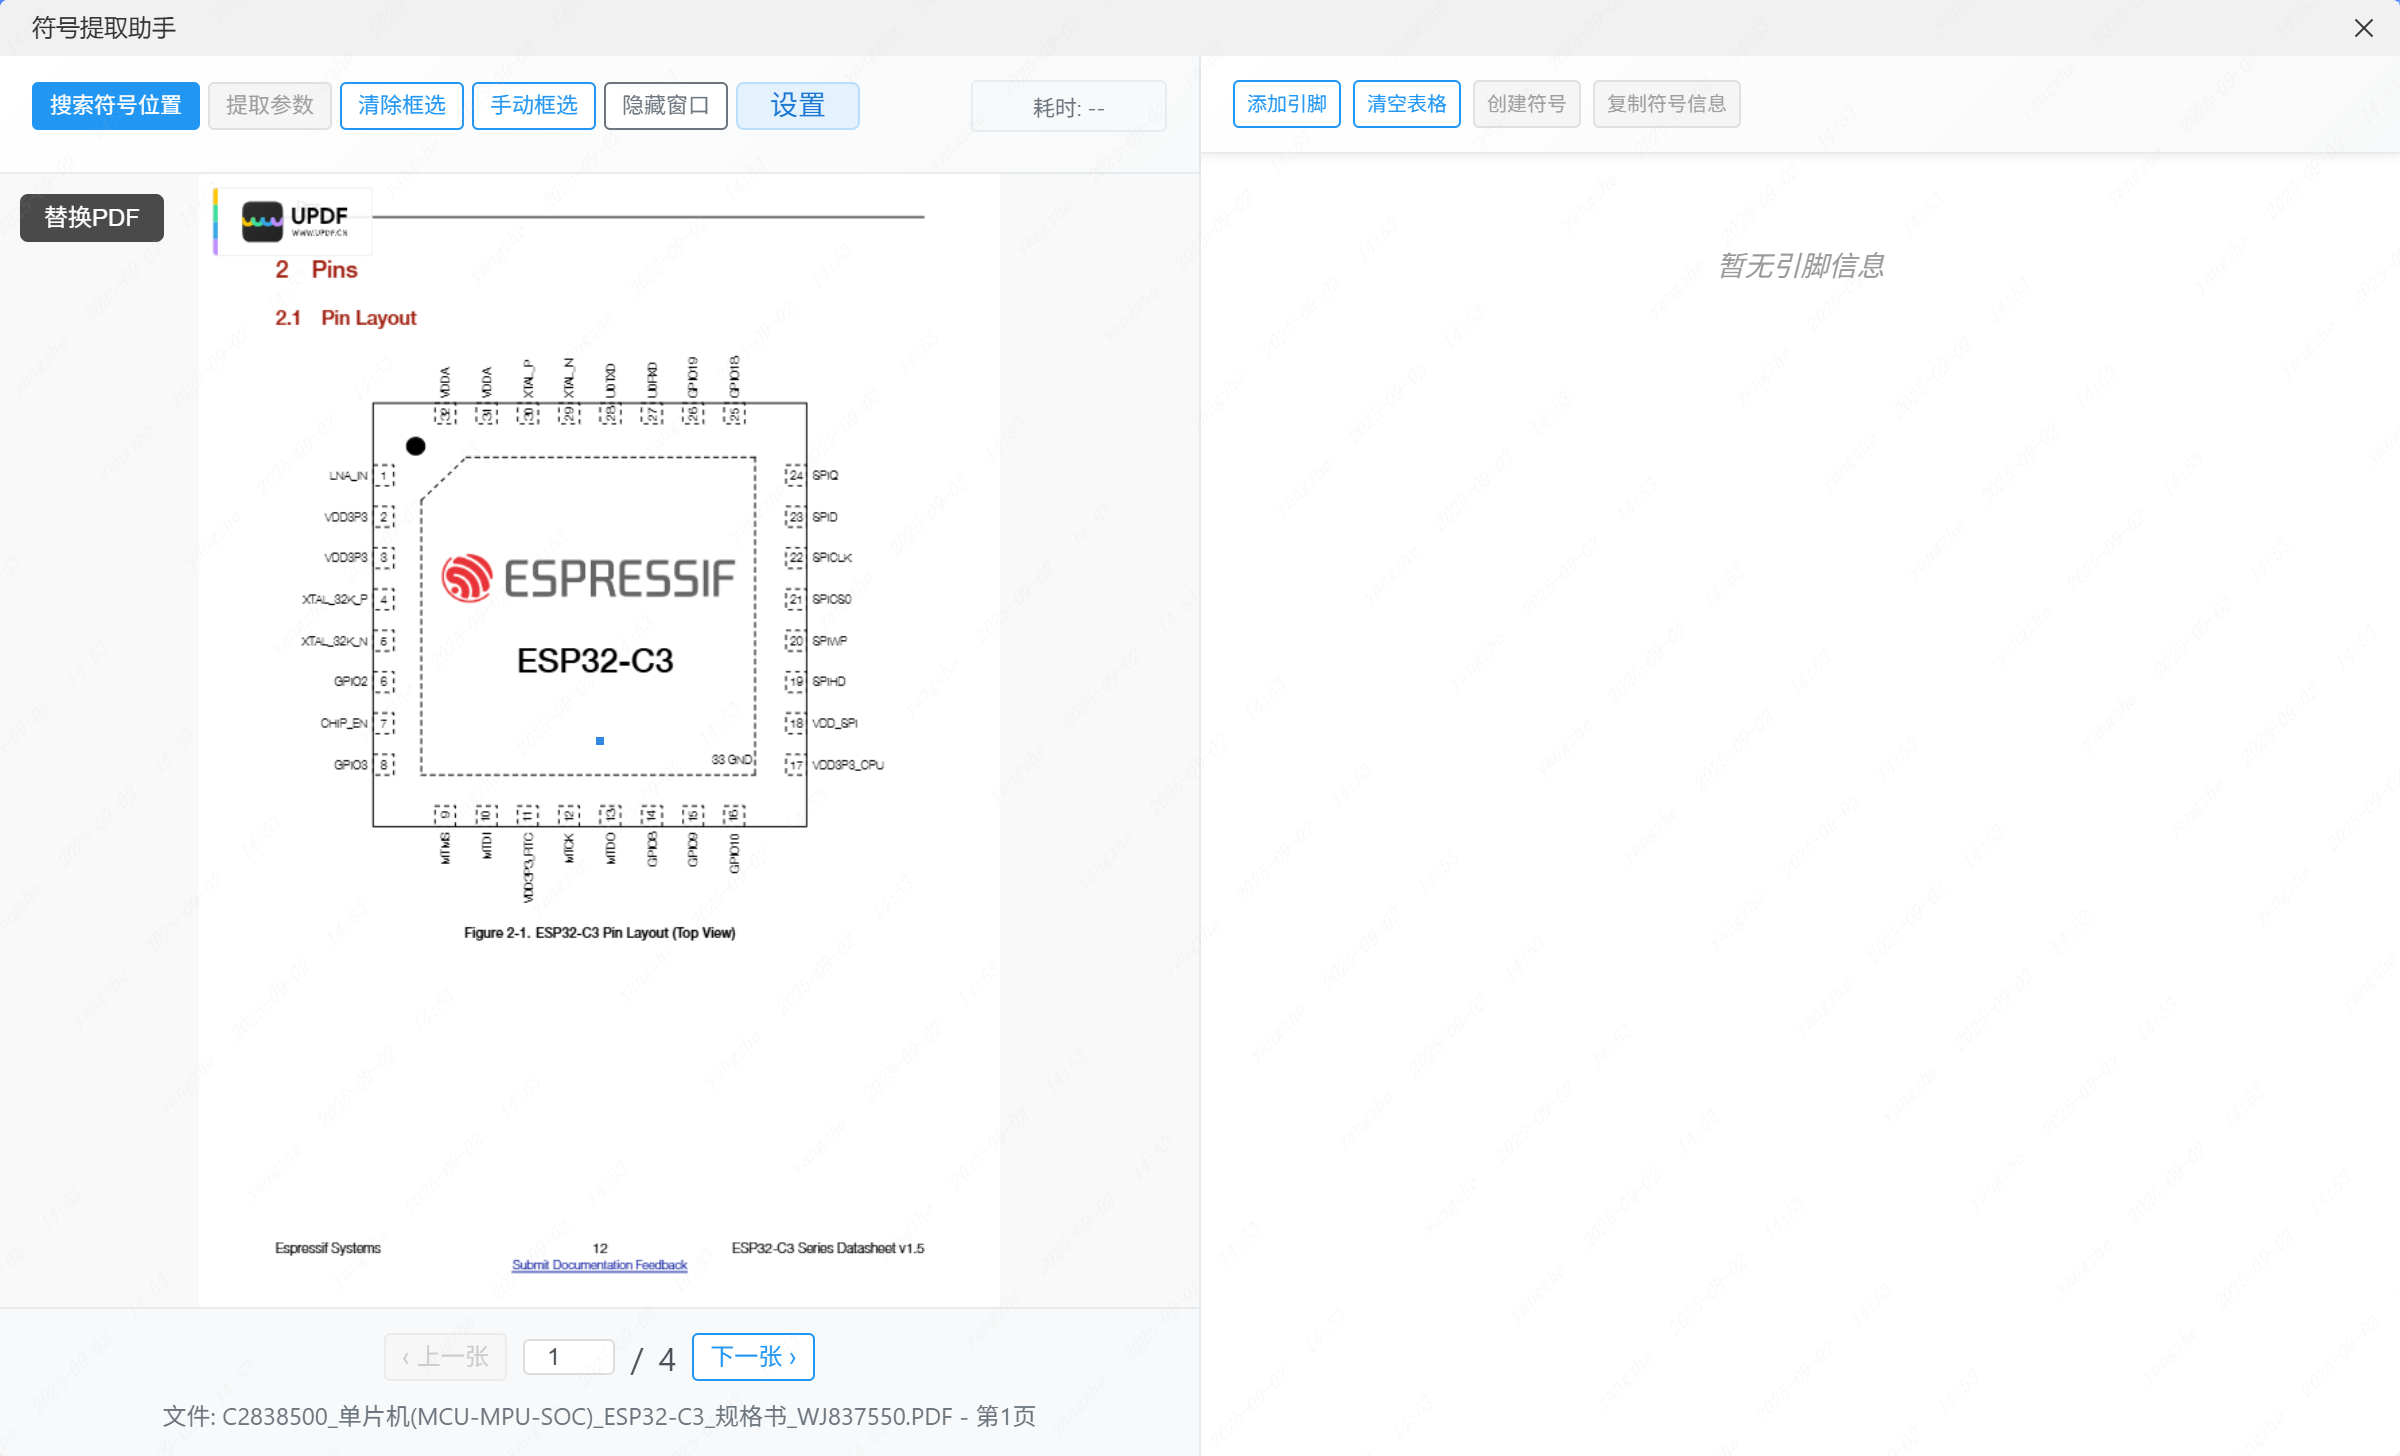 符号提取助手
搜索符号位置 提取参数 清除框选 手动框选 隐藏窗口 设置 耗时: --
添加引脚 清空表格 创建符号 复制符号信息
替换PDF
UPDF
WWW.UPDF.CN
暂无引脚信息
2 Pins
2.1 Pin Layout
32 VDDA
31 VDDA
30 XTAL_P
29 XTAL_N
28 U0TXD
27 U0RXD
26 GPIO19
25 GPIO18
LNA_IN 1
VDD3P3 2
VDD3P3 3
XTAL_32K_P 4
XTAL_32K_N 5
GPIO2 6
CHIP_EN 7
GPIO3 8
24 SPIQ
23 SPID
22 SPICLK
21 SPICS0
20 SPIWP
19 SPIHD
18 VDD_SPI
17 VDD3P3_CPU
ESPRESSIF
ESP32-C3
33 GND
9 MTMS
10 MTDI
11 VDD3P3_RTC
12 MTCK
13 MTDO
14 GPIO8
15 GPIO9
16 GPIO10
Figure 2-1. ESP32-C3 Pin Layout (Top View)
Espressif Systems 12 ESP32-C3 Series Datasheet v1.5
Submit Documentation Feedback
‹ 上一张 1 / 4 下一张 ›
文件: C2838500_单片机(MCU-MPU-SOC)_ESP32-C3_规格书_WJ837550.PDF - 第1页